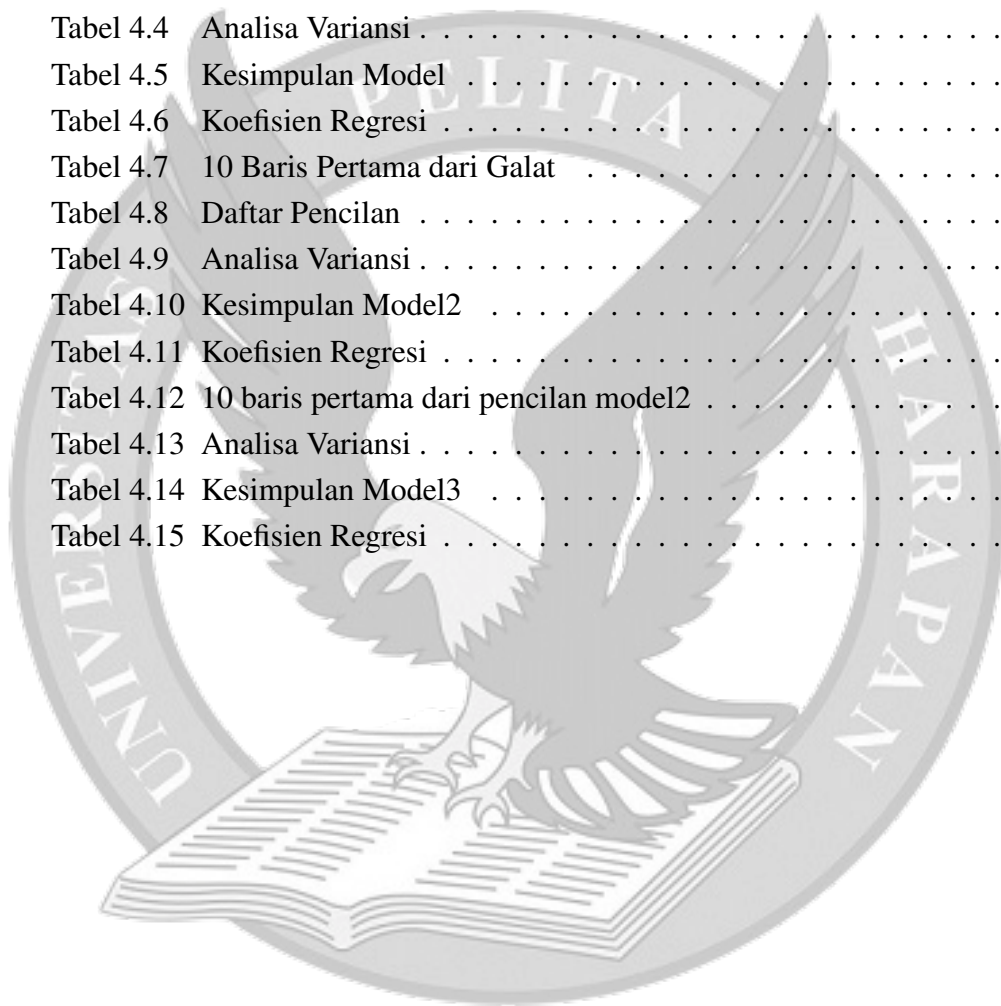 Tabel 4.4 Analisa Variansi . . . . . . . . . . . . . . . . . . . . . . . . . .
Tabel 4.5 Kesimpulan Model . . . . . . . . . . . . . . . . . . . . . . . .
Tabel 4.6 Koefisien Regresi . . . . . . . . . . . . . . . . . . . . . . . . .
Tabel 4.7 10 Baris Pertama dari Galat . . . . . . . . . . . . . . . . . .
Tabel 4.8 Daftar Pencilan . . . . . . . . . . . . . . . . . . . . . . . . . .
Tabel 4.9 Analisa Variansi . . . . . . . . . . . . . . . . . . . . . . . . . .
Tabel 4.10 Kesimpulan Model2 . . . . . . . . . . . . . . . . . . . . . . .
Tabel 4.11 Koefisien Regresi . . . . . . . . . . . . . . . . . . . . . . . . .
Tabel 4.12 10 baris pertama dari pencilan model2 . . . . . . . . . . . .
Tabel 4.13 Analisa Variansi . . . . . . . . . . . . . . . . . . . . . . . . . .
Tabel 4.14 Kesimpulan Model3 . . . . . . . . . . . . . . . . . . . . . . .
Tabel 4.15 Koefisien Regresi . . . . . . . . . . . . . . . . . . . . . . . . .
UNIVERSITAS PELITA HARAPAN